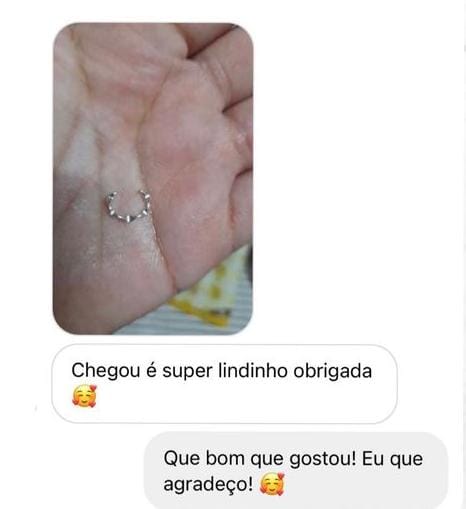 Chegou é super lindinho obrigada
🥰
Que bom que gostou! Eu que
agradeço! 🥰